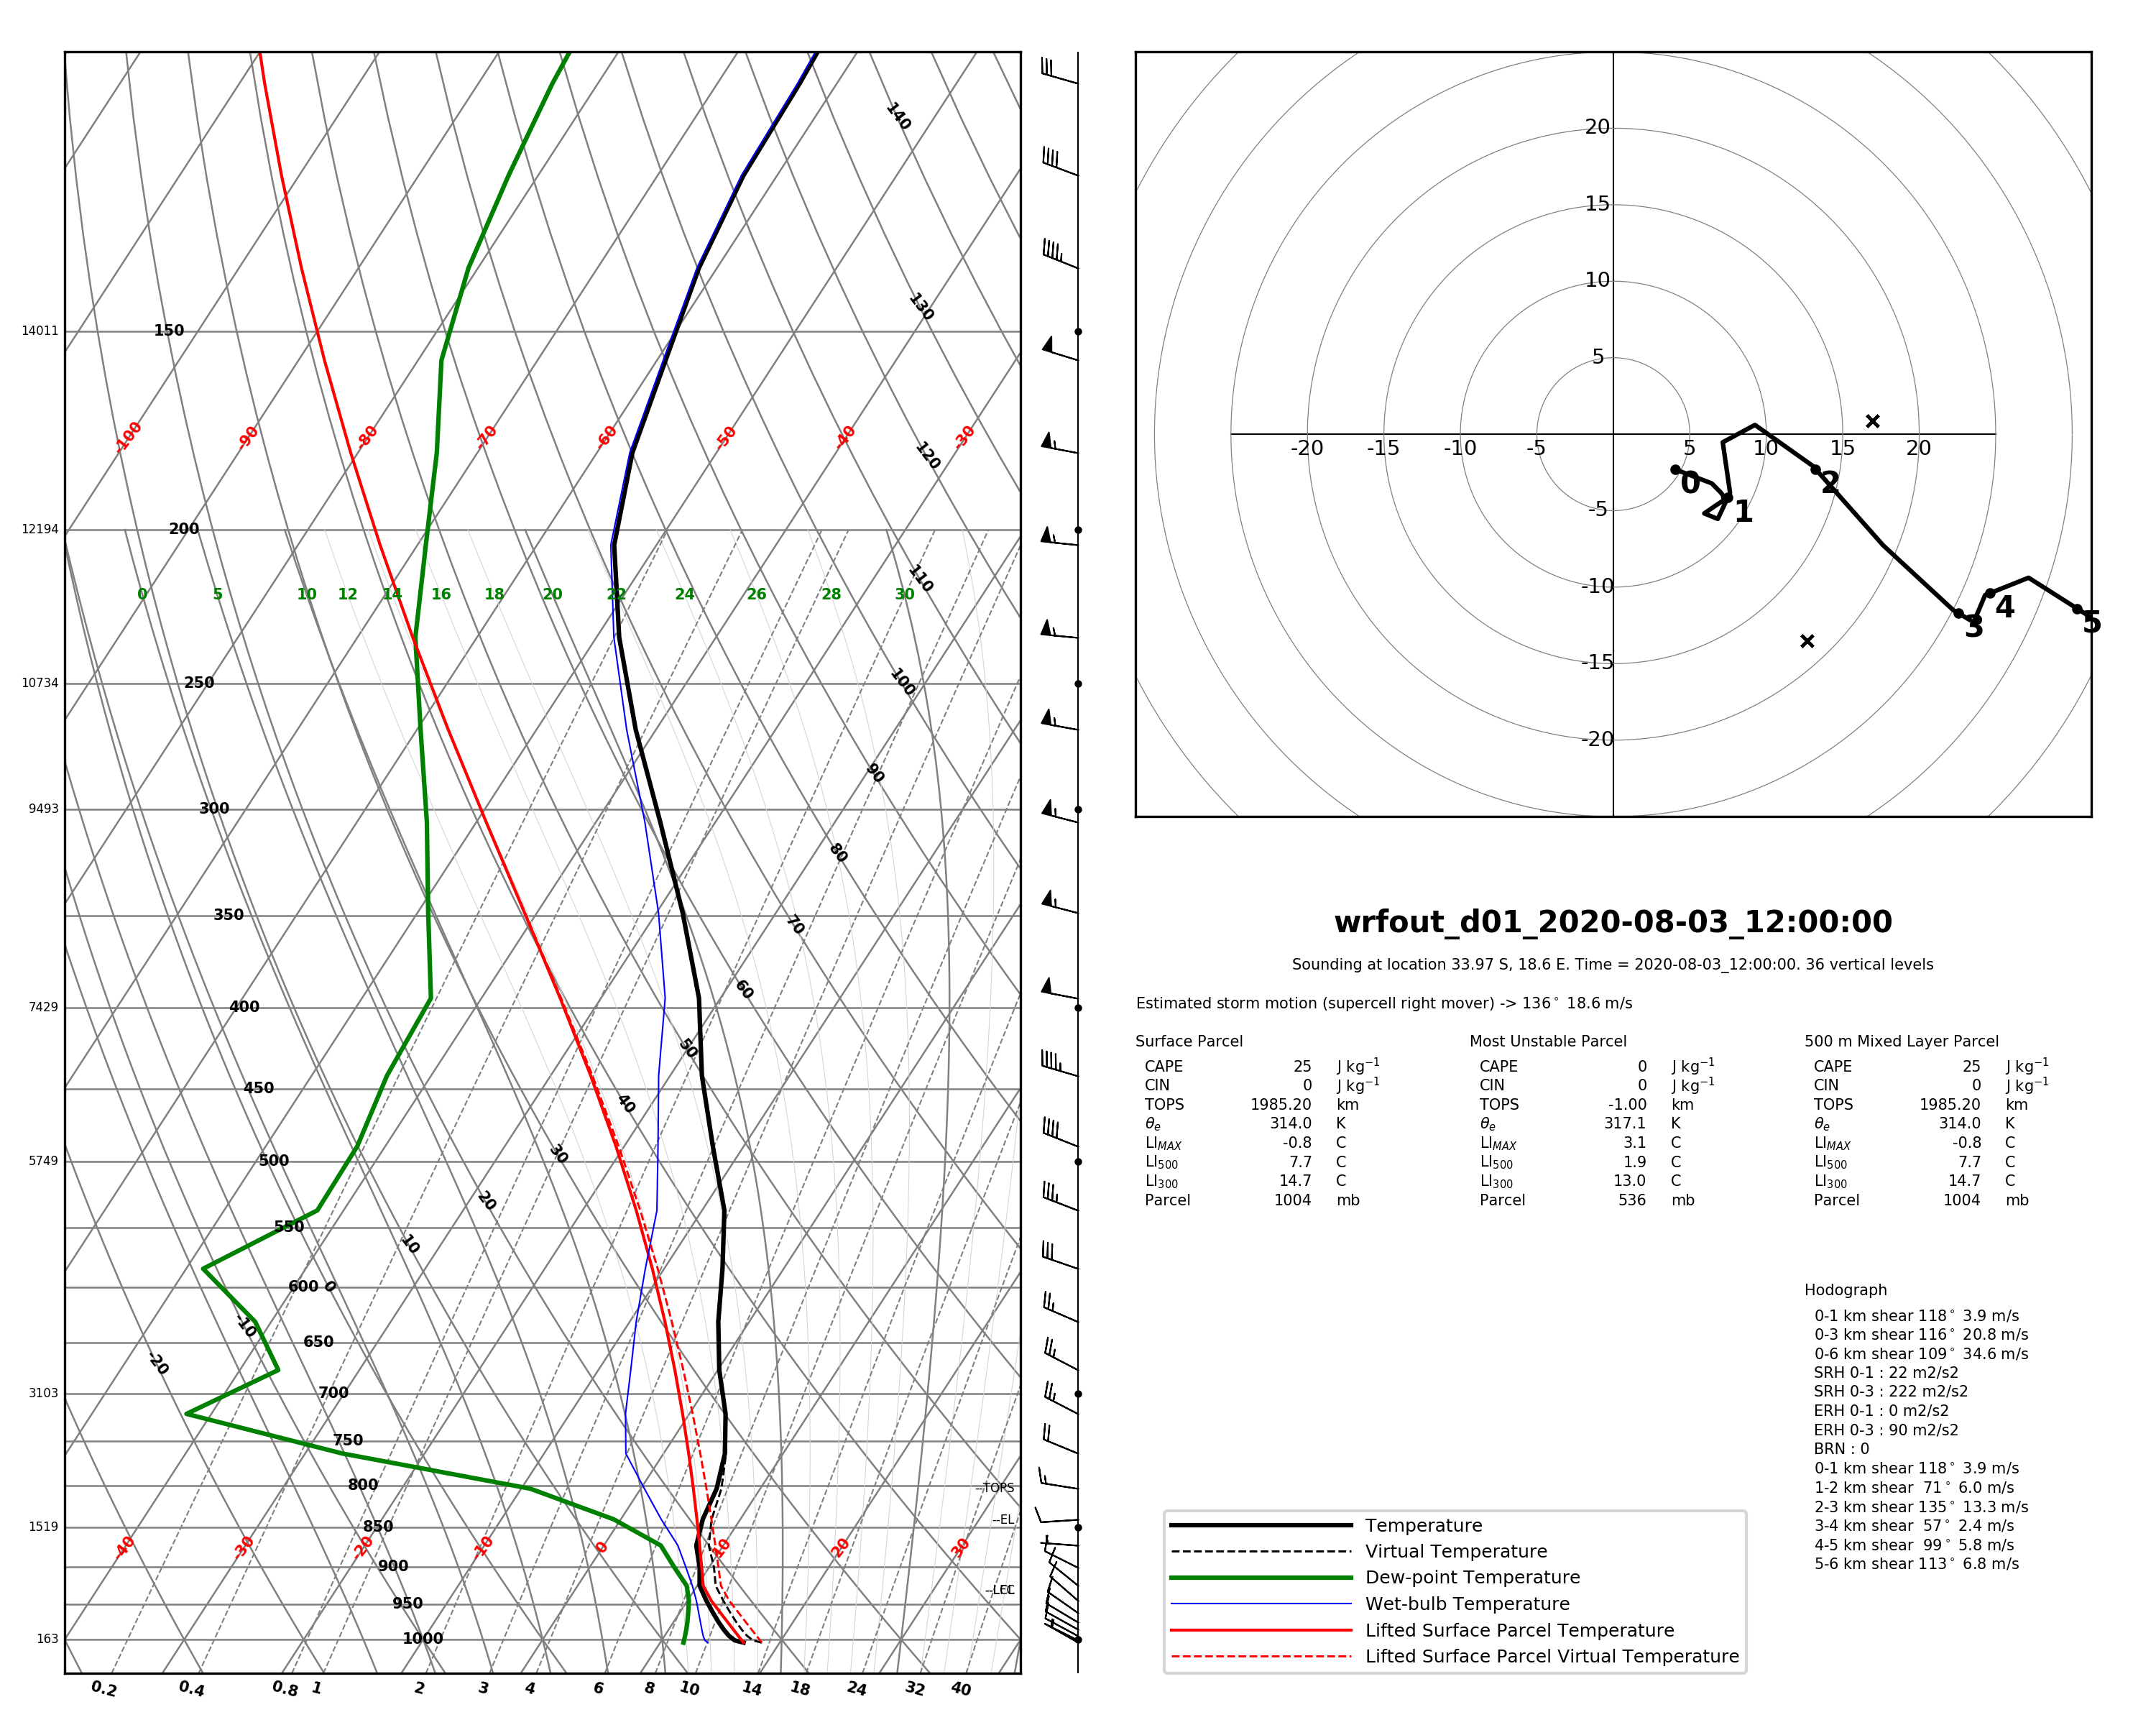 140
130
14011 150
-100 -90 -80 -70 -60 -50 -40 -30
120
12194 200
110
0 5 10 12 14 16 18 20 22 24 26 28 30
100
10734 250
90
9493 300
80
350
70
60
7429 400
50
450
40
5749 500
30
20
550
10
600 0
-10
650
-20
3103 700
750
800 --TOPS
--EL
1519 850
-40 -30 -20 -10 0 10 20 30
900
950
163 1000
0.2 0.4 0.8 1 2 3 4 6 8 10 14 18 24 32 40
20
15
10
5
-20 -15 -10 -5 5 10 15 20
-5
-10
-15
-20
0 1 2 3 4 5
wrfout_d01_2020-08-03_12:00:00
Sounding at location 33.97 S, 18.6 E. Time = 2020-08-03_12:00:00. 36 vertical levels
Estimated storm motion (supercell right mover) -> 136° 18.6 m/s
Surface Parcel
CAPE 25 J kg⁻¹
CIN 0 J kg⁻¹
TOPS 1985.20 km
θₑ 314.0 K
LI_MAX -0.8 C
LI₅₀₀ 7.7 C
LI₃₀₀ 14.7 C
Parcel 1004 mb
Most Unstable Parcel
CAPE 0 J kg⁻¹
CIN 0 J kg⁻¹
TOPS -1.00 km
θₑ 317.1 K
LI_MAX 3.1 C
LI₅₀₀ 1.9 C
LI₃₀₀ 13.0 C
Parcel 536 mb
500 m Mixed Layer Parcel
CAPE 25 J kg⁻¹
CIN 0 J kg⁻¹
TOPS 1985.20 km
θₑ 314.0 K
LI_MAX -0.8 C
LI₅₀₀ 7.7 C
LI₃₀₀ 14.7 C
Parcel 1004 mb
Hodograph
0-1 km shear 118° 3.9 m/s
0-3 km shear 116° 20.8 m/s
0-6 km shear 109° 34.6 m/s
SRH 0-1 : 22 m2/s2
SRH 0-3 : 222 m2/s2
ERH 0-1 : 0 m2/s2
ERH 0-3 : 90 m2/s2
BRN : 0
0-1 km shear 118° 3.9 m/s
1-2 km shear 71° 6.0 m/s
2-3 km shear 135° 13.3 m/s
3-4 km shear 57° 2.4 m/s
4-5 km shear 99° 5.8 m/s
5-6 km shear 113° 6.8 m/s
Temperature
Virtual Temperature
Dew-point Temperature
Wet-bulb Temperature
Lifted Surface Parcel Temperature
Lifted Surface Parcel Virtual Temperature